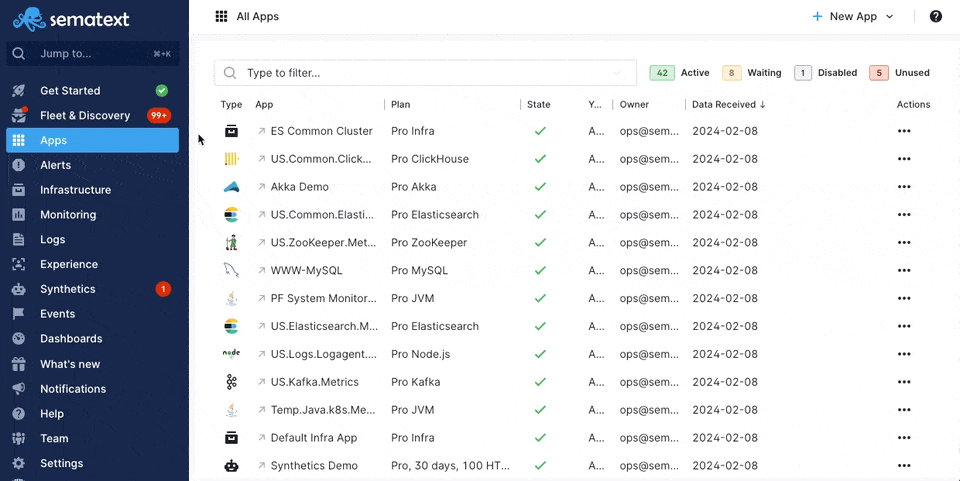 sematext
All Apps
New App
Jump to...
⌘+K
Type to filter...
42 Active
8 Waiting
1 Disabled
5 Unused
Get Started
Fleet & Discovery 99+
Apps
Alerts
Infrastructure
Monitoring
Logs
Experience
Synthetics 1
Events
Dashboards
What's new
Notifications
Help
Team
Settings
Type App Plan State Y... Owner Data Received ↓ Actions
ES Common Cluster Pro Infra A... ops@sem... 2024-02-08
US.Common.Click... Pro ClickHouse A... ops@sem... 2024-02-08
Akka Demo Pro Akka A... ops@sem... 2024-02-08
US.Common.Elasti... Pro Elasticsearch A... ops@sem... 2024-02-08
US.ZooKeeper.Met... Pro ZooKeeper A... ops@sem... 2024-02-08
WWW-MySQL Pro MySQL A... ops@sem... 2024-02-08
PF System Monitor... Pro JVM A... ops@sem... 2024-02-08
US.Elasticsearch.M... Pro Elasticsearch A... ops@sem... 2024-02-08
node US.Logs.Logagent.... Pro Node.js A... ops@sem... 2024-02-08
US.Kafka.Metrics Pro Kafka A... ops@sem... 2024-02-08
Temp.Java.k8s.Me... Pro JVM A... ops@sem... 2024-02-08
Default Infra App Pro Infra A... ops@sem... 2024-02-08
Synthetics Demo Pro, 30 days, 100 HT... A... ops@sem... 2024-02-08